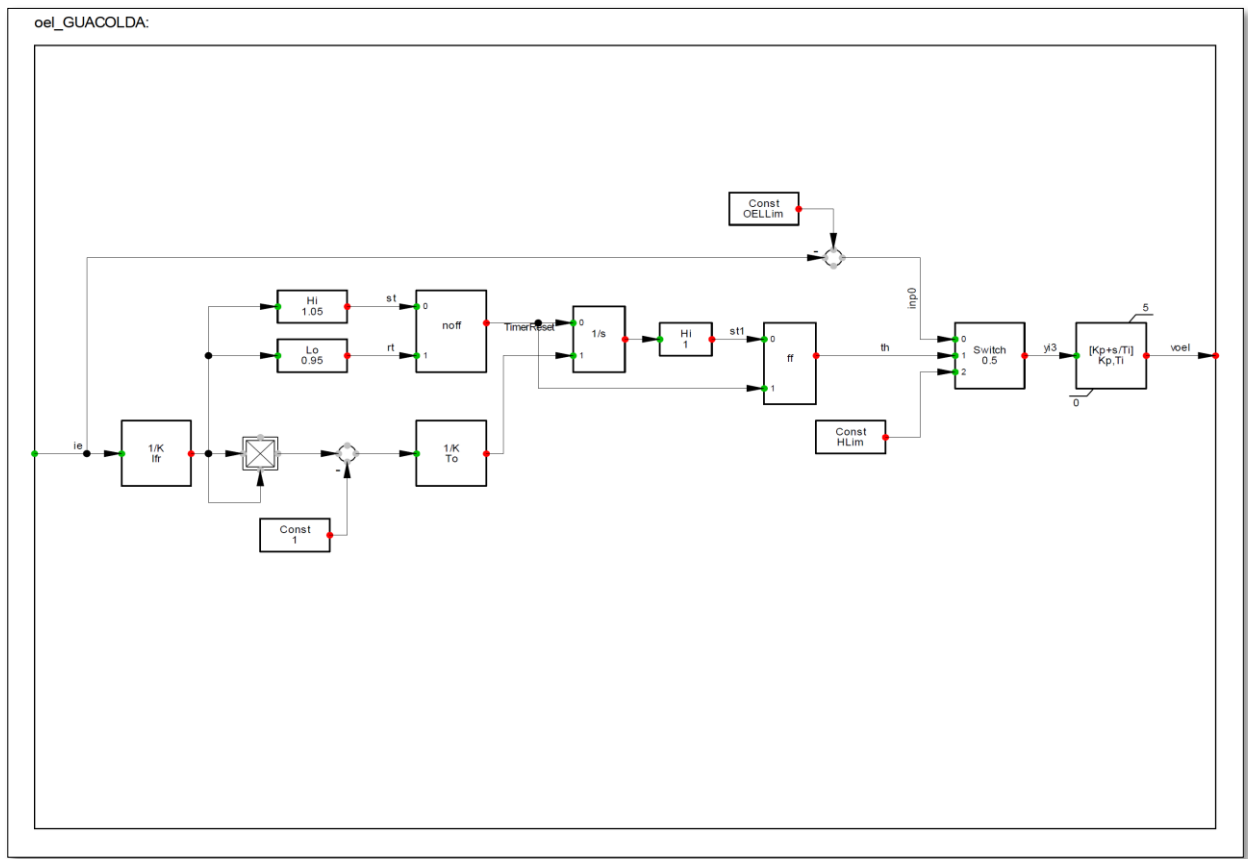 oel_GUACOLDA:
Const
OELLim
-
Hi
1.05
st
0
noff
TimerReset
0
1/s
Hi
1
st1
0
ff
inp0
Lo
0.95
rt
1
1
th
0
1
2
Switch
0.5
yi3
5
[Kp+s/Ti]
Kp,Ti
0
voel
1
Const
HLim
ie
1/K
Ifr
-
1/K
To
Const
1